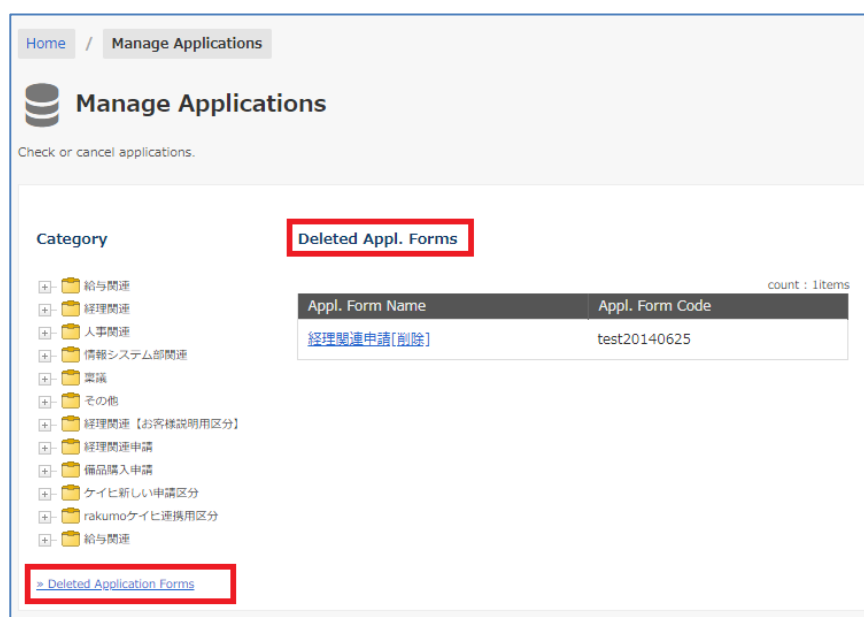 Home / Manage Applications
Manage Applications
Check or cancel applications.
Category
給与関連
経理関連
人事関連
情報システム部関連
稟議
その他
経理関連【お客様説明用区分】
経理関連申請
備品購入申請
ケイヒ新しい申請区分
rakumoケイヒ連携用区分
給与関連
» Deleted Application Forms
Deleted Appl. Forms
count : 1items
Appl. Form Name Appl. Form Code
経理関連申請[削除] test20140625